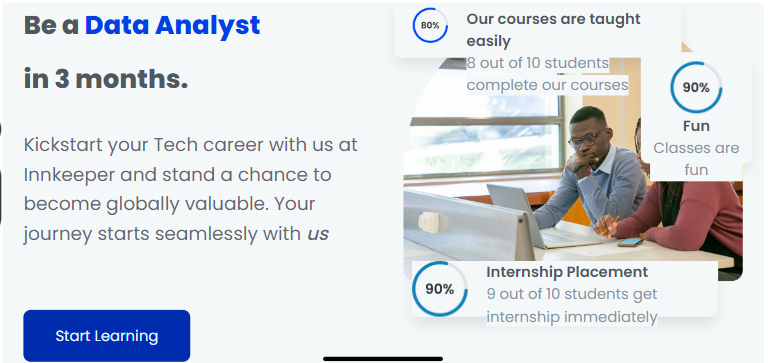 Be a Data Analyst
in 3 months.
Kickstart your Tech career with us at
Innkeeper and stand a chance to
become globally valuable. Your
journey starts seamlessly with us
Start Learning
80%
Our courses are taught
easily
8 out of 10 students
complete our courses
90%
Fun
Classes are
fun
90%
Internship Placement
9 out of 10 students get
internship immediately